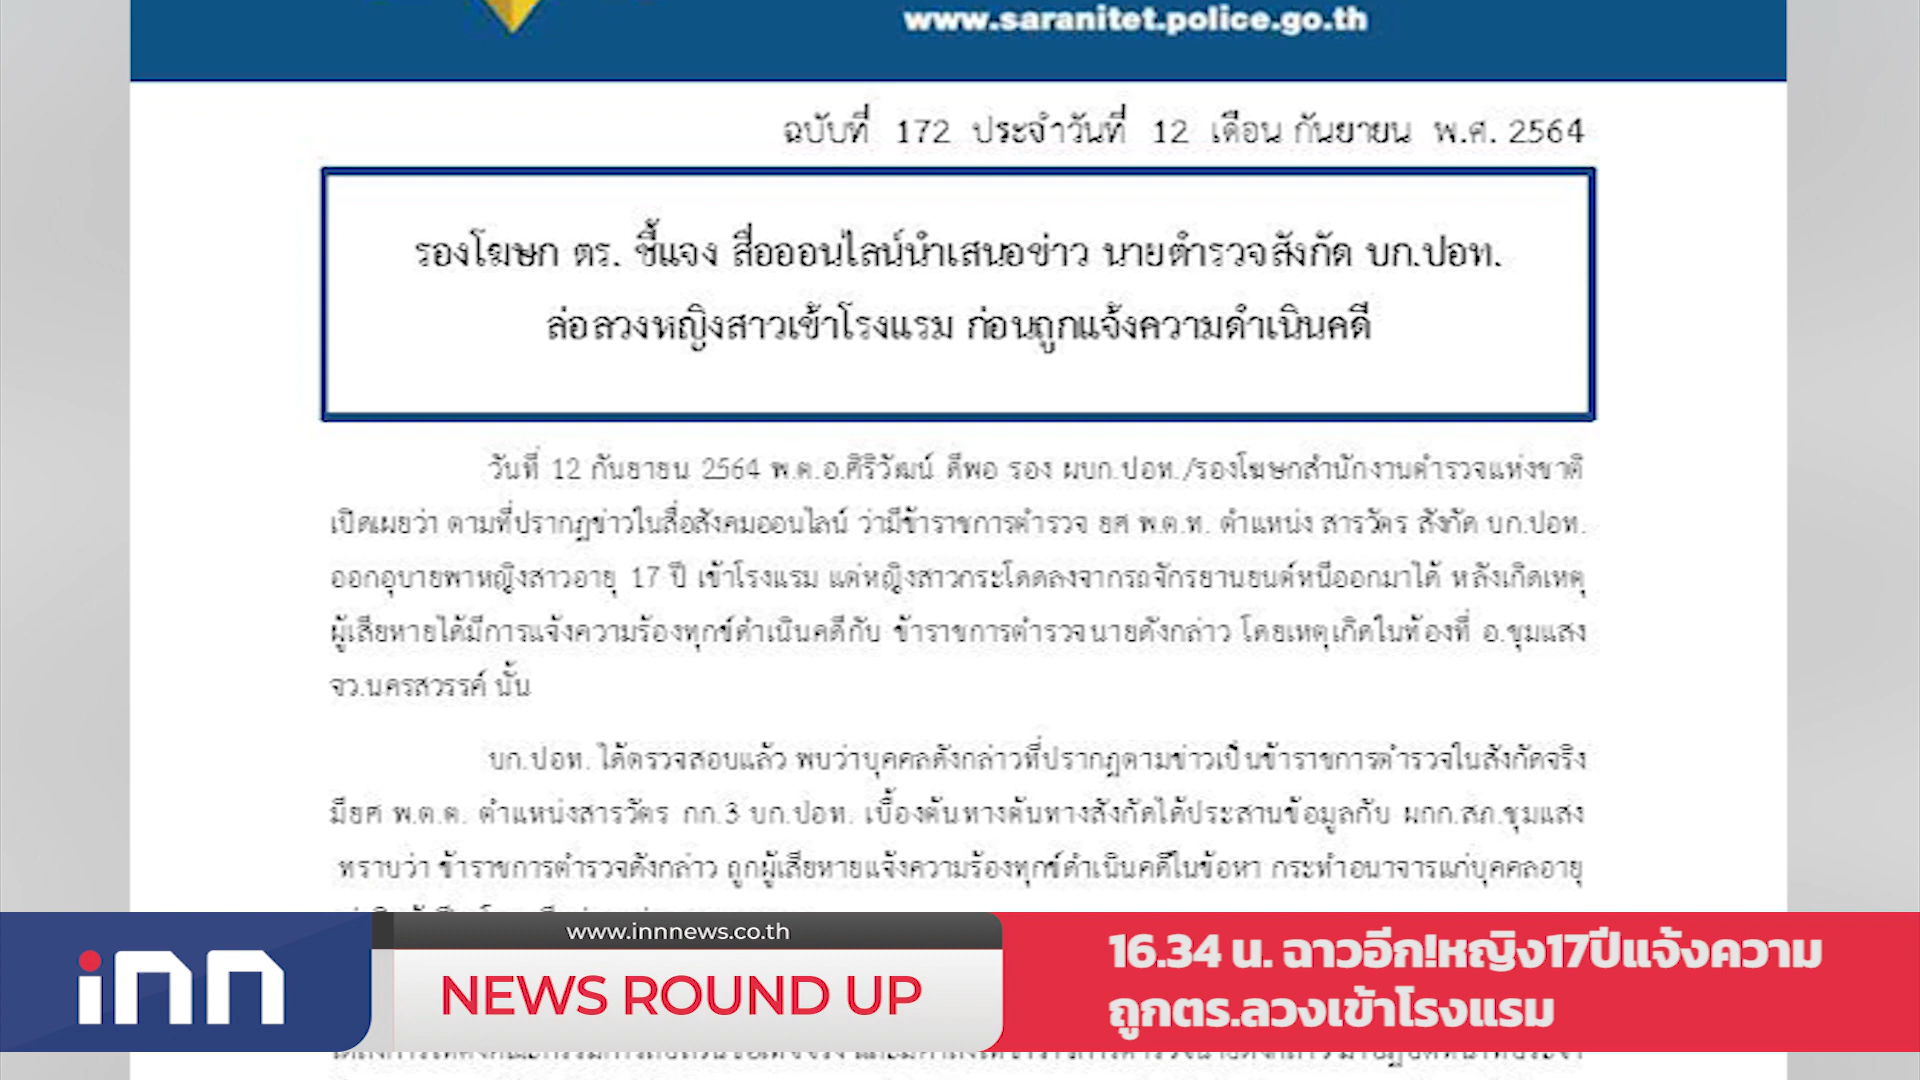 www.saranitet.police.go.th
ฉบับที่ 172 ประจำวันที่ 12 เดือน กันยายน พ.ศ. 2564
รองโฆษก ตร. ชี้แจง สื่อออนไลน์นำเสนอข่าว นายตำรวจสังกัด บก.ปอท.
ล่อลวงหญิงสาวเข้าโรงแรม ก่อนถูกแจ้งความดำเนินคดี
วันที่ 12 กันยายน 2564 พ.ต.อ.ศิริวัฒน์ ดีพอ รอง ผบก.ปอท./รองโฆษกสำนักงานตำรวจแห่งชาติ
เปิดเผยว่า ตามที่ปรากฏข่าวในสื่อสังคมออนไลน์ ว่ามีข้าราชการตำรวจ ยศ พ.ต.ท. ตำแหน่ง สารวัตร สังกัด บก.ปอท.
ออกอุบายพาหญิงสาวอายุ 17 ปี เข้าโรงแรม แต่หญิงสาวกระโดดลงจากรถจักรยานยนต์หนีออกมาได้ หลังเกิดเหตุ
ผู้เสียหายได้มีการแจ้งความร้องทุกข์ดำเนินคดีกับ ข้าราชการตำรวจนายดังกล่าว โดยเหตุเกิดในท้องที่ อ.ชุมแสง
จว.นครสวรรค์ นั้น
บก.ปอท. ได้ตรวจสอบแล้ว พบว่าบุคคลดังกล่าวที่ปรากฏตามข่าวเป็นข้าราชการตำรวจในสังกัดจริง
มียศ พ.ต.ต. ตำแหน่งสารวัตร กก.3 บก.ปอท. เบื้องต้นทางต้นทางสังกัดได้ประสานข้อมูลกับ ผกก.สภ.ชุมแสง
ทราบว่า ข้าราชการตำรวจดังกล่าว ถูกผู้เสียหายแจ้งความร้องทุกข์ดำเนินคดีในข้อหา กระทำอนาจารแก่บุคคลอายุ
inn
www.innnews.co.th
NEWS ROUND UP
16.34 น. ฉาวอีก!หญิง17ปีแจ้งความ
ถูกตร.ลวงเข้าโรงแรม